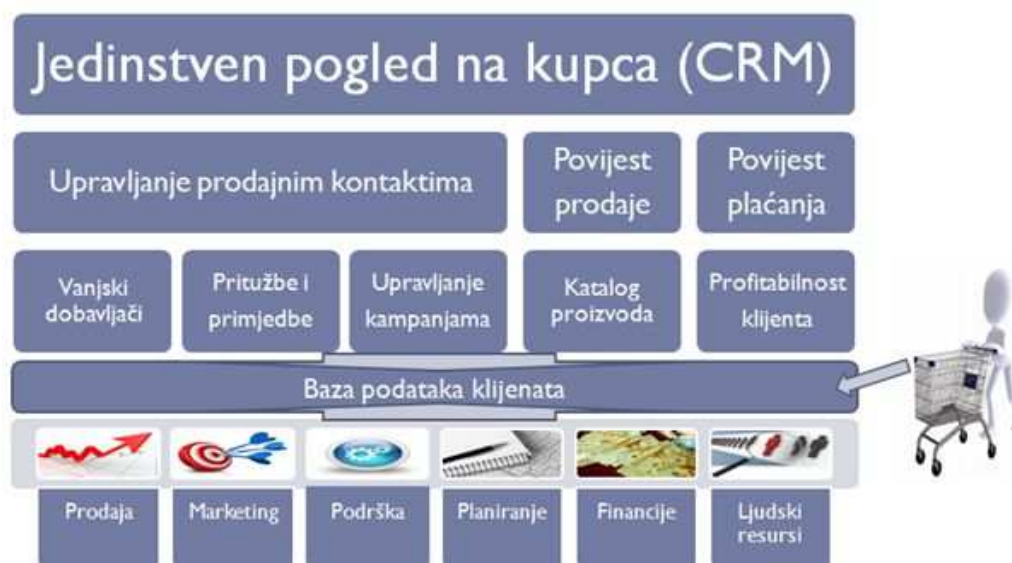 Jedinstven pogled na kupca (CRM)
Upravljanje prodajnim kontaktima
Povijest
prodaje
Povijest
plaćanja
Vanjski
dobavljači
Pritužbe i
primjedbe
Upravljanje
kampanjama
Katalog
proizvoda
Profitabilnost
klijenta
Baza podataka klijenata
Prodaja
Marketing
Podrška
Planiranje
Financije
Ljudski
resursi